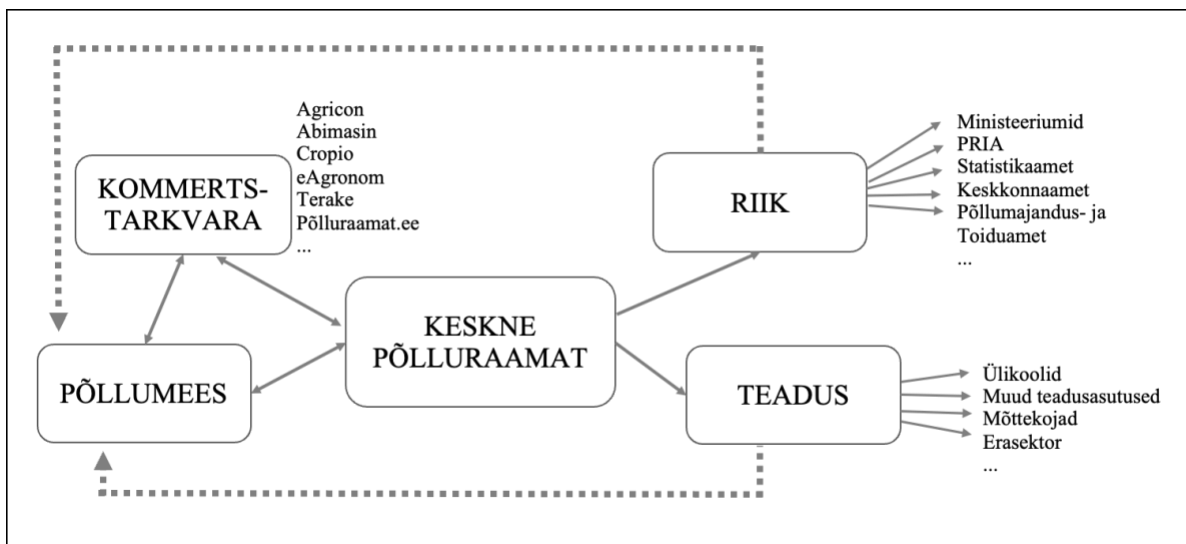 Agricon
Abimasin
Cropio
eAgronom
Terake
Põlluraamat.ee
...
KOMMERTS-
TARKVARA
PÕLLUMEES
KESKNE
PÕLLURAAMAT
RIIK
Ministeeriumid
PRIA
Statistikaamet
Keskkonnaamet
Põllumajandus- ja
Toiduamet
...
TEADUS
Ülikoolid
Muud teadusasutused
Mõttekojad
Erasektor
...